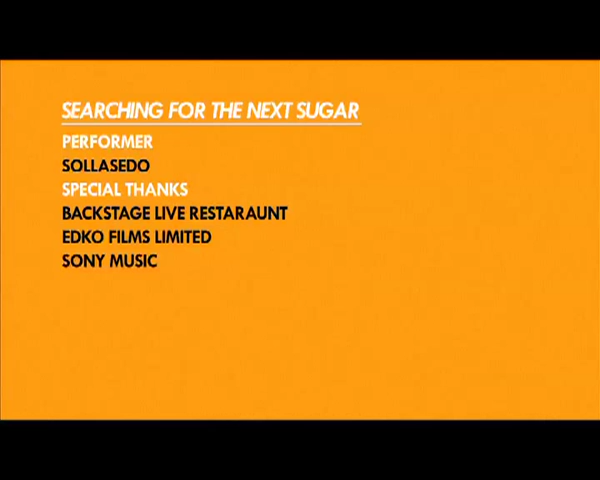 SEARCHING FOR THE NEXT SUGAR
PERFORMER
SOLLASEDO
SPECIAL THANKS
BACKSTAGE LIVE RESTARAUNT
EDKO FILMS LIMITED
SONY MUSIC